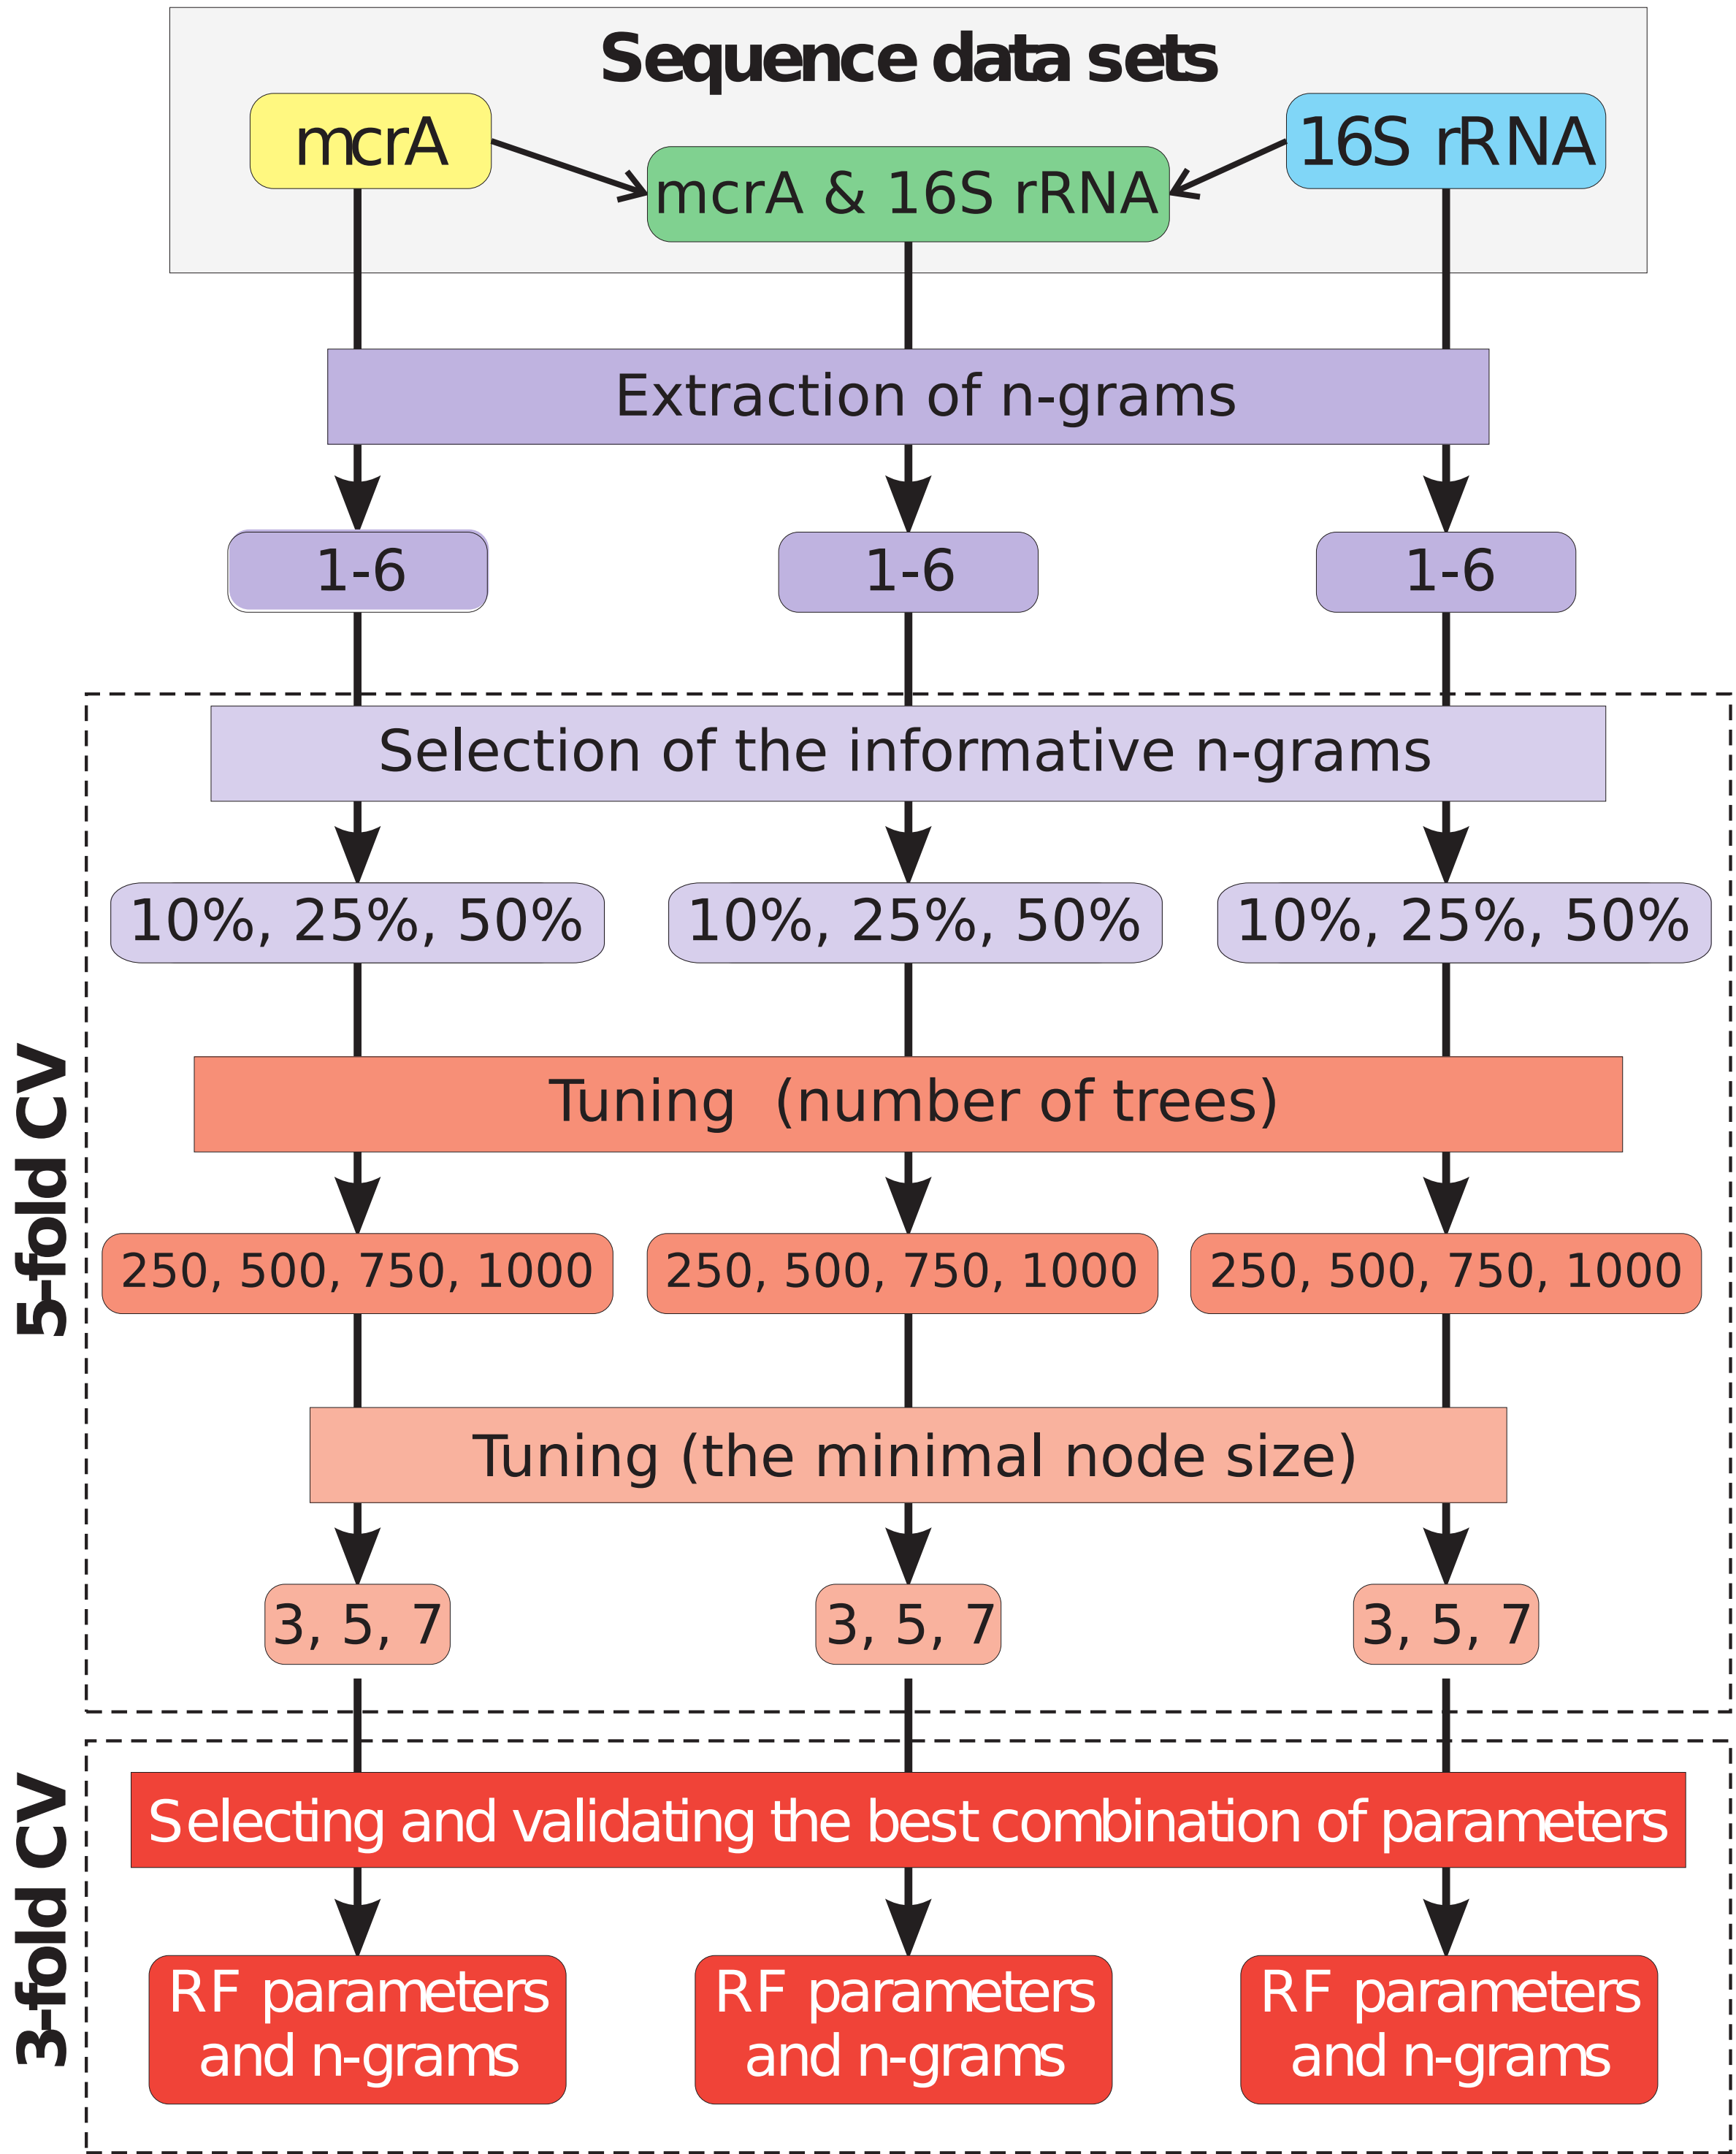 Sequence data sets
mcrA
16S rRNA
mcrA & 16S rRNA
Extraction of n-grams
1-6
1-6
1-6
5-fold CV
Selection of the informative n-grams
10%, 25%, 50%
10%, 25%, 50%
10%, 25%, 50%
Tuning (number of trees)
250, 500, 750, 1000
250, 500, 750, 1000
250, 500, 750, 1000
Tuning (the minimal node size)
3, 5, 7
3, 5, 7
3, 5, 7
3-fold CV
Selecting and validating the best combination of parameters
RF parameters
and n-grams
RF parameters
and n-grams
RF parameters
and n-grams